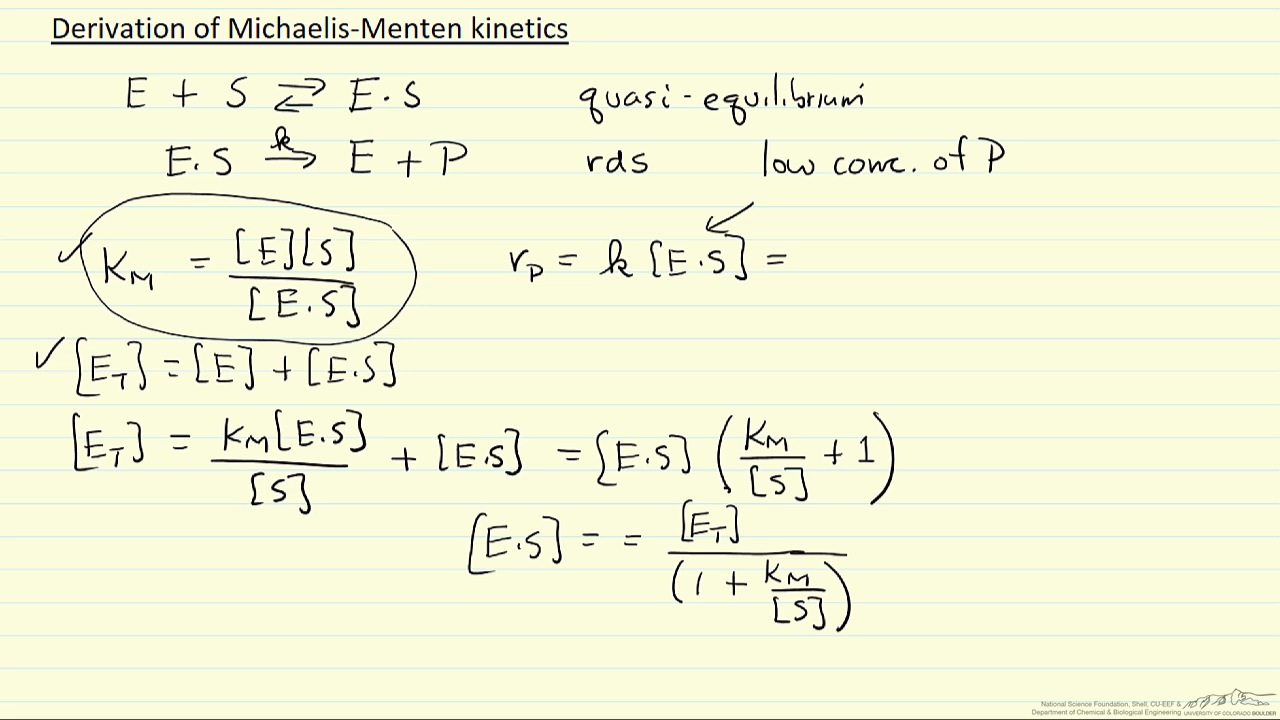 Derivation of Michaelis-Menten kinetics
E + S ⇌ E·S quasi-equilibrium
E·S →k E + P rds low conc. of P
✓ K_M = [E][S] / [E·S] r_P = k [E·S] =
✓ [E_T] = [E] + [E·S]
[E_T] = K_M[E·S] / [S] + [E·S] = [E·S] (K_M / [S] + 1)
[E·S] = = [E_T] / (1 + K_M / [S])
National Science Foundation, Shell, CU-EEF &
Department of Chemical & Biological Engineering UNIVERSITY OF COLORADO BOULDER